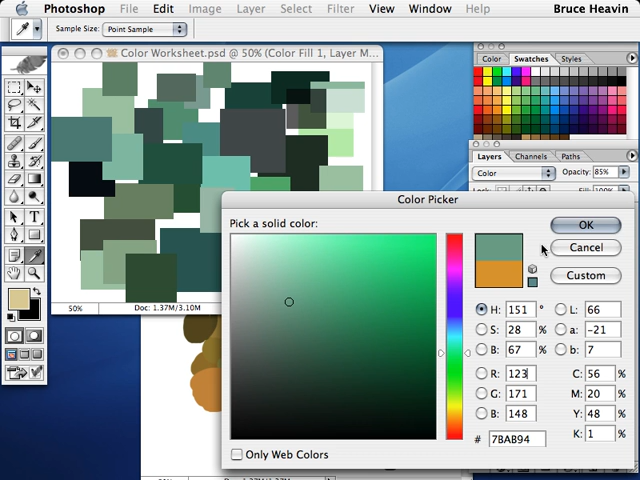 Photoshop File Edit Image Layer Select Filter View Window Help Bruce Heavin
Sample Size: Point Sample
Color Worksheet.psd @ 50% (Color Fill 1, Layer M...
Color Swatches Styles
Layers Channels Paths
Color Opacity: 85%
Lock: Fill: 100%
50% Doc: 1.37M/3.10M
Color Picker
Pick a solid color:
OK
Cancel
Custom
H: 151 ° L: 66
S: 28 % a: -21
B: 67 % b: 7
R: 123 C: 56 %
G: 171 M: 20 %
B: 148 Y: 48 %
# 7BAB94 K: 1 %
Only Web Colors